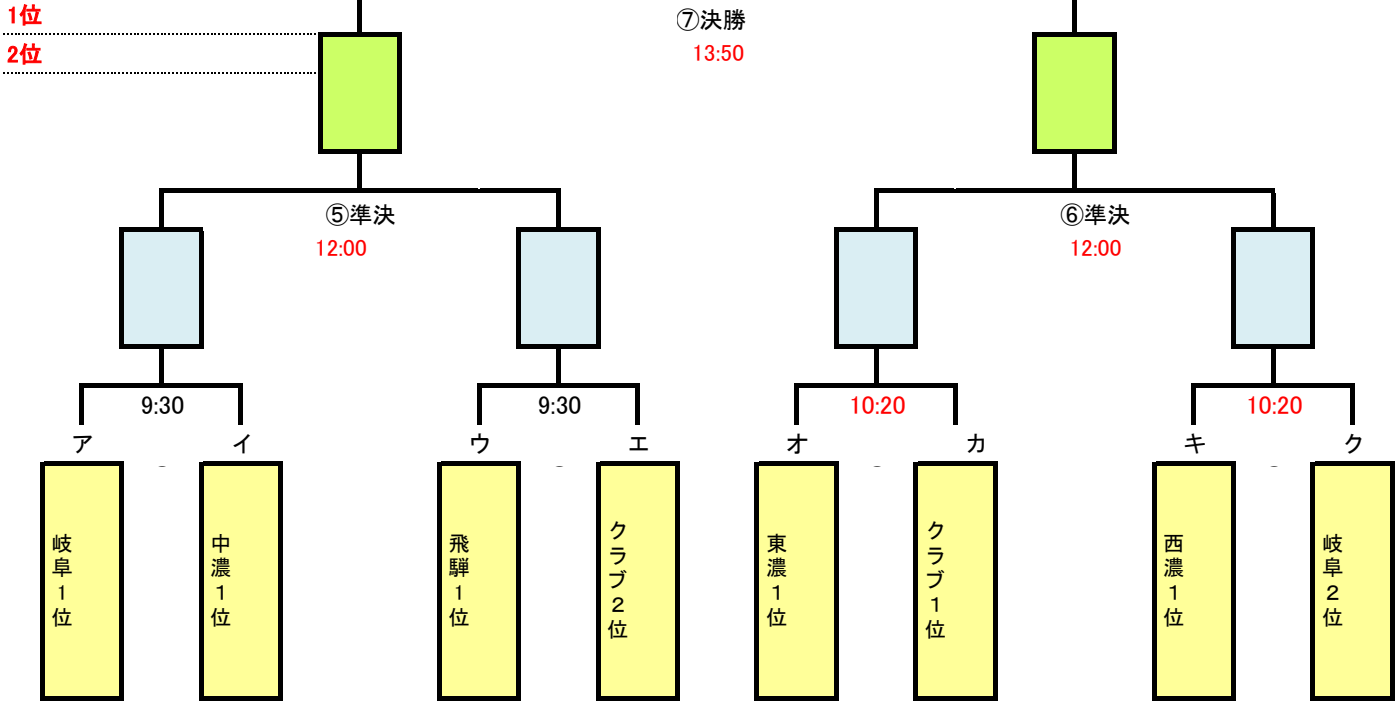 1位
⑦決勝
2位
13:50
⑤準決
⑥準決
12:00
12:00
9:30
9:30
10:20
10:20
ア
イ
ウ
エ
オ
カ
キ
ク
岐阜1位
中濃1位
飛騨1位
クラブ2位
東濃1位
クラブ1位
西濃1位
岐阜2位